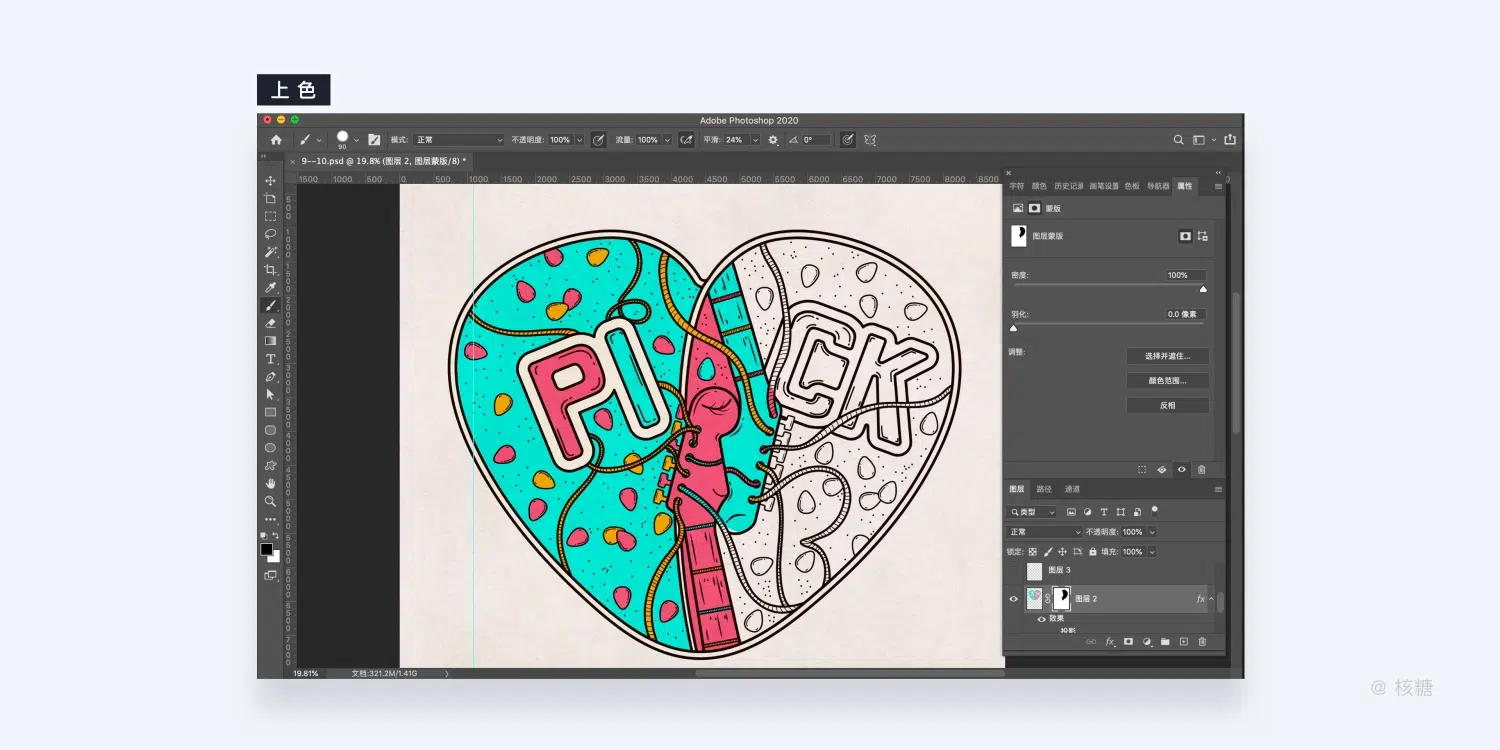 上色
Adobe Photoshop 2020
90
模式: 正常 不透明度: 100% 流量: 100% 平滑: 24% 0°
× 9--10.psd @ 19.8% (图层 2, 图层蒙版/8) *
1500 1000 500 0 500 1000 1500 2000 2500 3000 3500 4000 4500 5000 5500 6000 6500 7000 7500 8000 8500
字符 颜色 历史记录 画笔设置 色板 导航器 属性
蒙版
图层蒙版
密度: 100%
羽化: 0.0 像素
调整: 选择并遮住...
颜色范围...
反相
PICK
图层 路径 通道
类型
正常 不透明度: 100%
锁定: 填充: 100%
图层 3
图层 2 fx
效果
投影
fx
19.81% 文档:321.2M/1.41G
@ 核糖